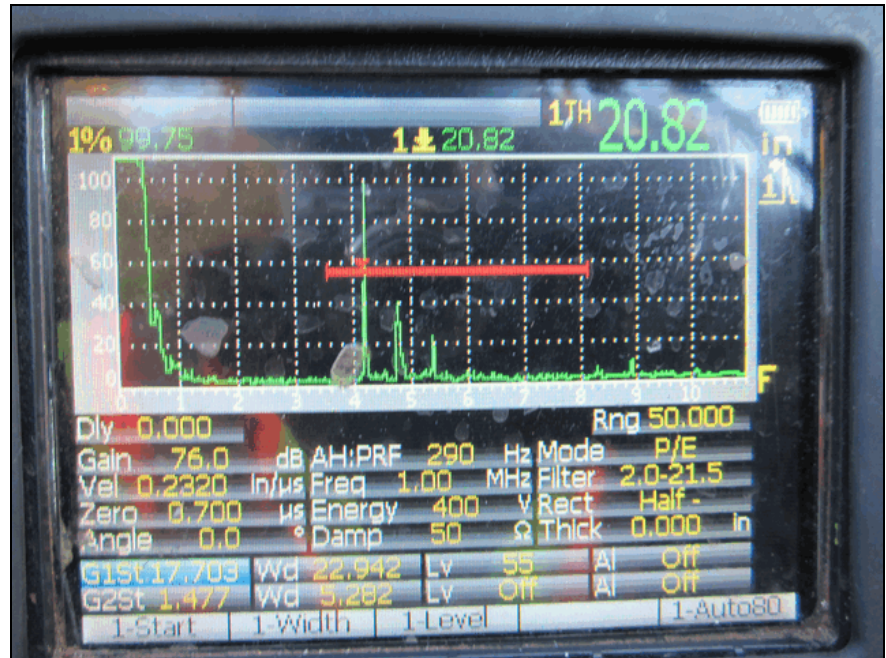 1TH 20.82
1% 99.75 1 20.82 in
1
100
80
60
40
20
0
0 1 2 3 4 5 6 7 8 9 10
F
Dly 0.000 Rng 50.000
Gain 76.0 dB AH:PRF 290 Hz Mode P/E
Vel 0.2320 in/µs Freq 1.00 MHz Filter 2.0-21.5
Zero 0.700 µs Energy 400 V Rect Half -
Angle 0.0 ° Damp 50 Ω Thick 0.000 in
G1St 17.703 Wd 22.942 Lv 55 Al Off
G2St 1.477 Wd 5.282 Lv Off Al Off
1-Start 1-Width 1-Level 1-Auto80